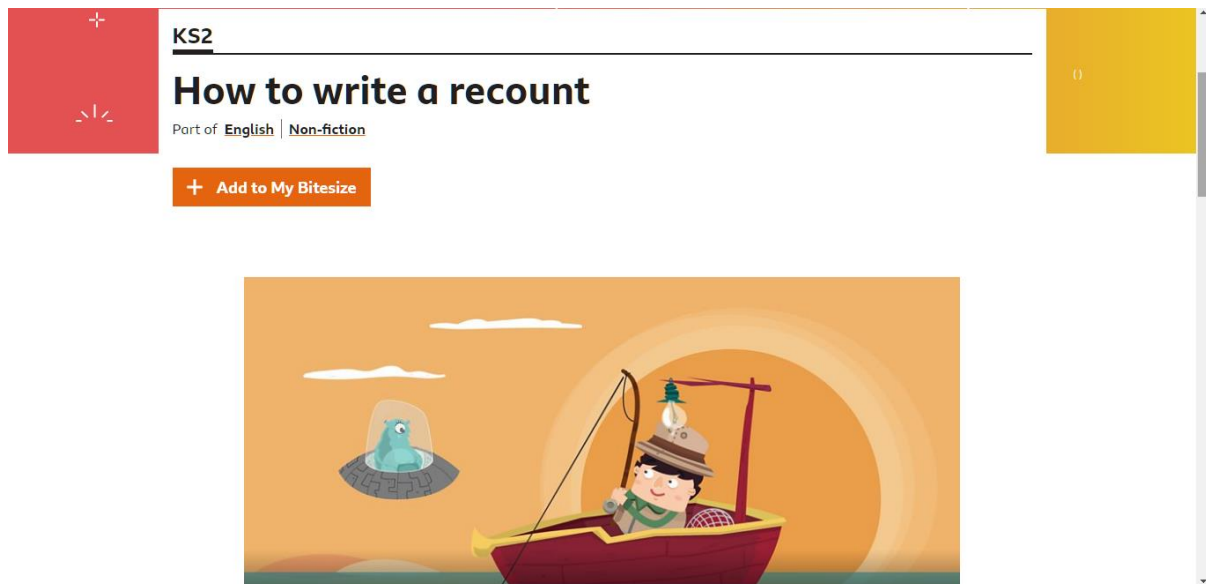 KS2
How to write a recount
Part of English | Non-fiction
+ Add to My Bitesize